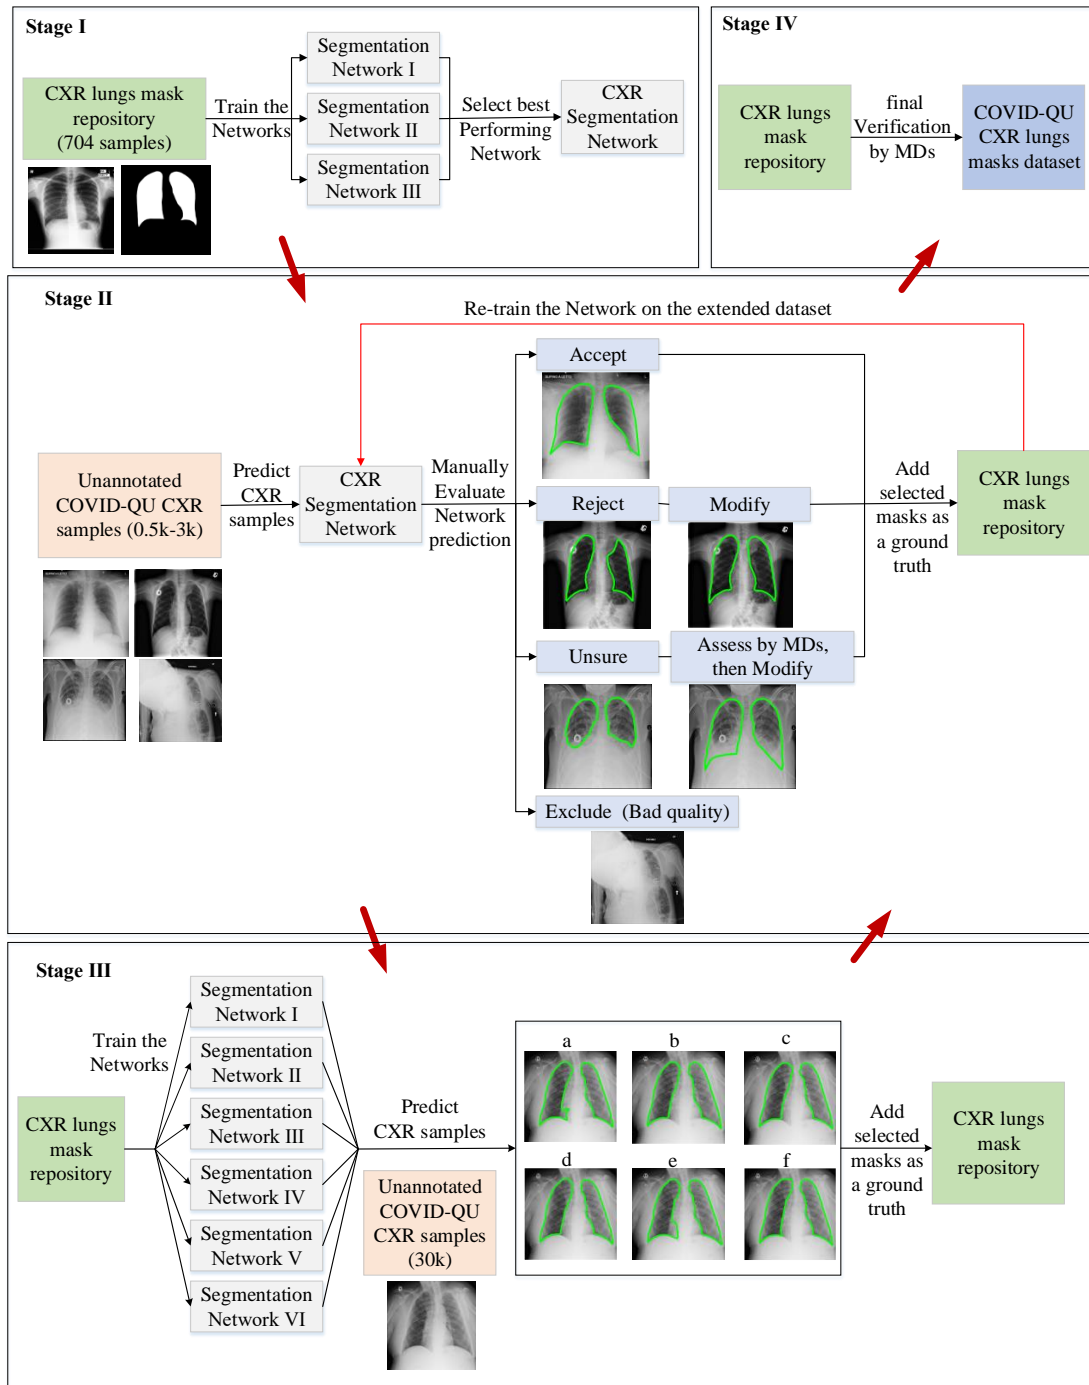 Stage I
CXR lungs mask
repository
(704 samples)
Train the
Networks
Segmentation
Network I
Segmentation
Network II
Segmentation
Network III
Select best
Performing
Network
CXR
Segmentation
Network
Stage IV
CXR lungs
mask
repository
final
Verification
by MDs
COVID-QU
CXR lungs
masks dataset
Stage II
Re-train the Network on the extended dataset
Unannotated
COVID-QU CXR
samples (0.5k-3k)
Predict
CXR
samples
CXR
Segmentation
Network
Manually
Evaluate
Network
prediction
Accept
Reject
Modify
Unsure
Assess by MDs,
then Modify
Exclude (Bad quality)
Add
selected
masks as
a ground
truth
CXR lungs
mask
repository
Stage III
CXR lungs
mask
repository
Train the
Networks
Segmentation
Network I
Segmentation
Network II
Segmentation
Network III
Segmentation
Network IV
Segmentation
Network V
Segmentation
Network VI
Predict
CXR samples
Unannotated
COVID-QU
CXR samples
(30k)
a b c
d e f
Add
selected
masks as
a ground
truth
CXR lungs
mask
repository